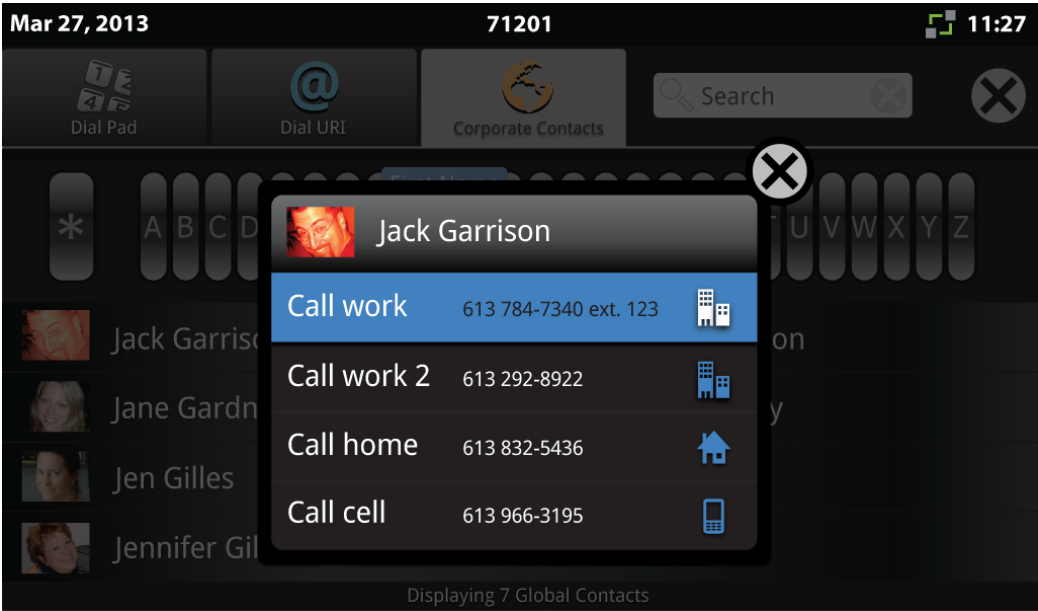 Mar 27, 2013 71201 11:27
Dial Pad Dial URI Corporate Contacts Search
* A B C D T U V W X Y Z
Jack Garrison
Call work 613 784-7340 ext. 123
Call work 2 613 292-8922
Call home 613 832-5436
Call cell 613 966-3195
Jack Garriso on
Jane Gardn y
Jen Gilles
Jennifer Gil
Displaying 7 Global Contacts